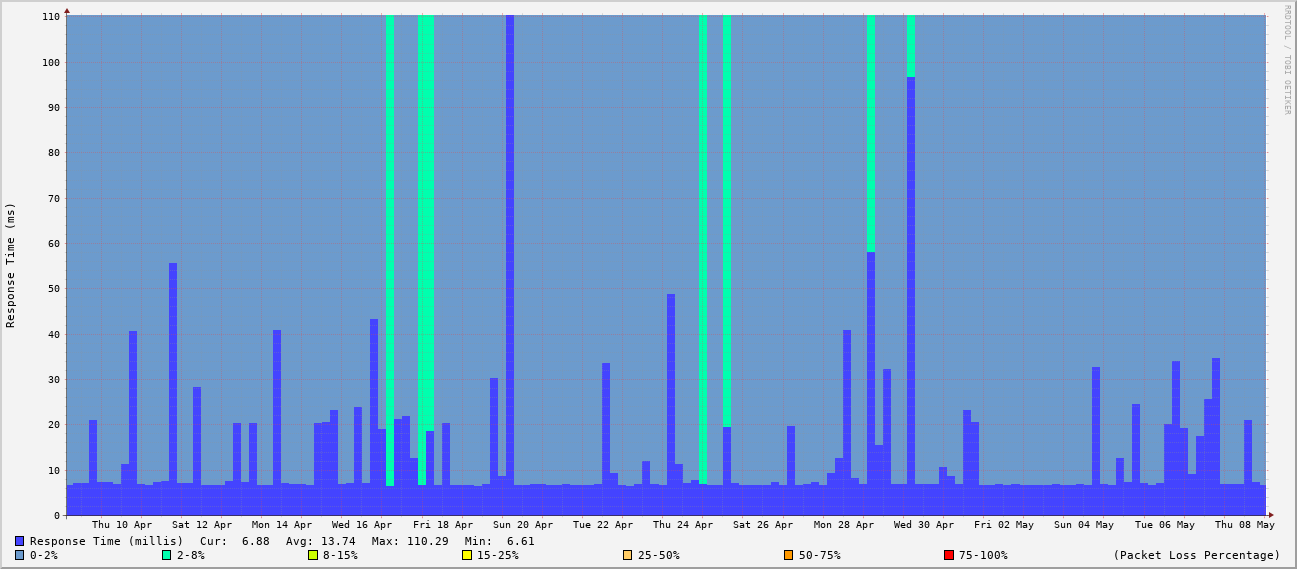 RRDTOOL / TOBI OETIKER
Response Time (ms)
110
100
90
80
70
60
50
40
30
20
10
0
Thu 10 Apr Sat 12 Apr Mon 14 Apr Wed 16 Apr Fri 18 Apr Sun 20 Apr Tue 22 Apr Thu 24 Apr Sat 26 Apr Mon 28 Apr Wed 30 Apr Fri 02 May Sun 04 May Tue 06 May Thu 08 May
Response Time (millis) Cur: 6.88 Avg: 13.74 Max: 110.29 Min: 6.61
0-2% 2-8% 8-15% 15-25% 25-50% 50-75% 75-100% (Packet Loss Percentage)